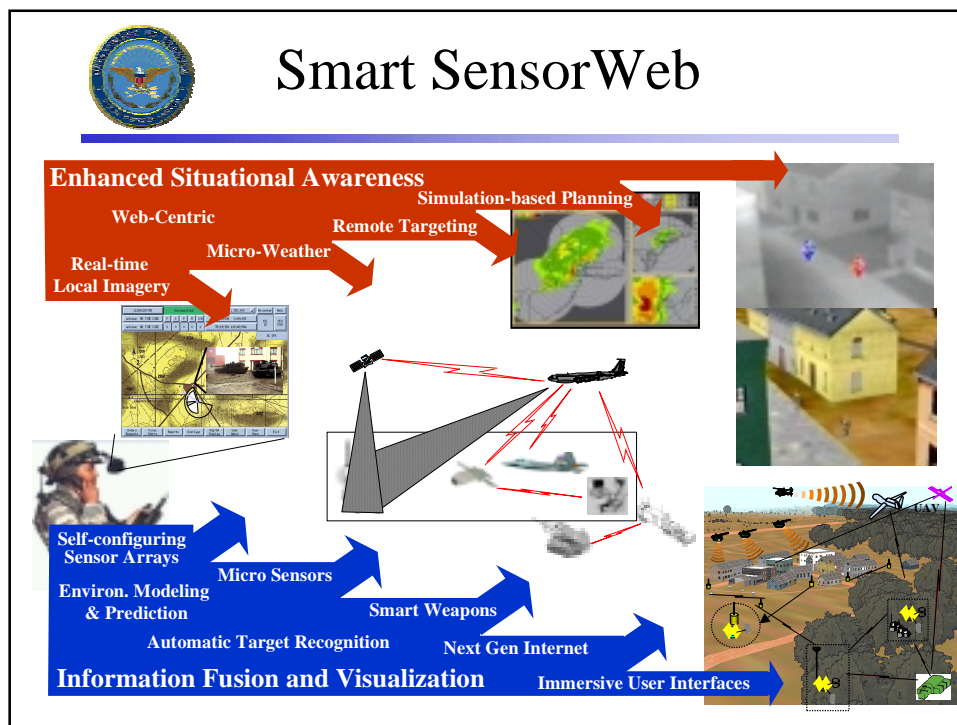 Smart SensorWeb
Enhanced Situational Awareness
Simulation-based Planning
Web-Centric
Remote Targeting
Micro-Weather
Real-time
Local Imagery
UAV
Self-configuring
Sensor Arrays
Micro Sensors
Environ. Modeling
& Prediction
Smart Weapons
Automatic Target Recognition
Next Gen Internet
Information Fusion and Visualization
Immersive User Interfaces